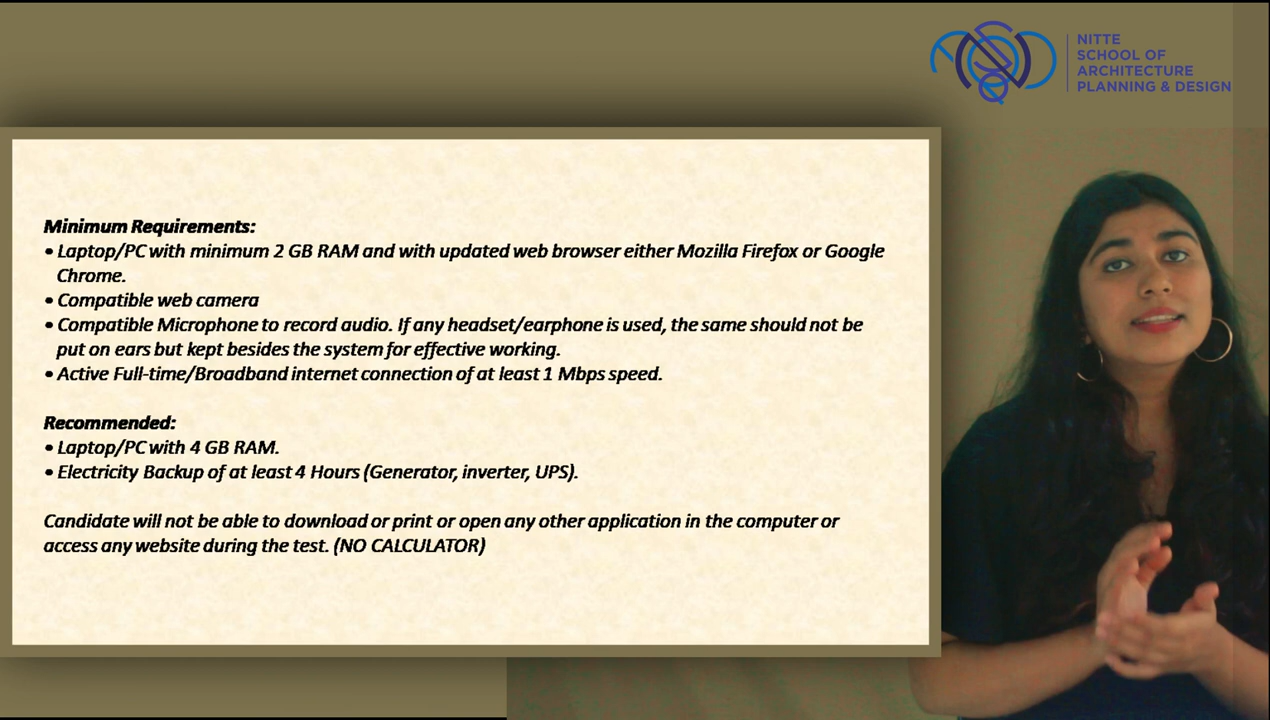 NITTE
SCHOOL OF
ARCHITECTURE
PLANNING & DESIGN
Minimum Requirements:
• Laptop/PC with minimum 2 GB RAM and with updated web browser either Mozilla Firefox or Google
Chrome.
• Compatible web camera
• Compatible Microphone to record audio. If any headset/earphone is used, the same should not be
put on ears but kept besides the system for effective working.
• Active Full-time/Broadband internet connection of at least 1 Mbps speed.
Recommended:
• Laptop/PC with 4 GB RAM.
• Electricity Backup of at least 4 Hours (Generator, inverter, UPS).
Candidate will not be able to download or print or open any other application in the computer or
access any website during the test. (NO CALCULATOR)